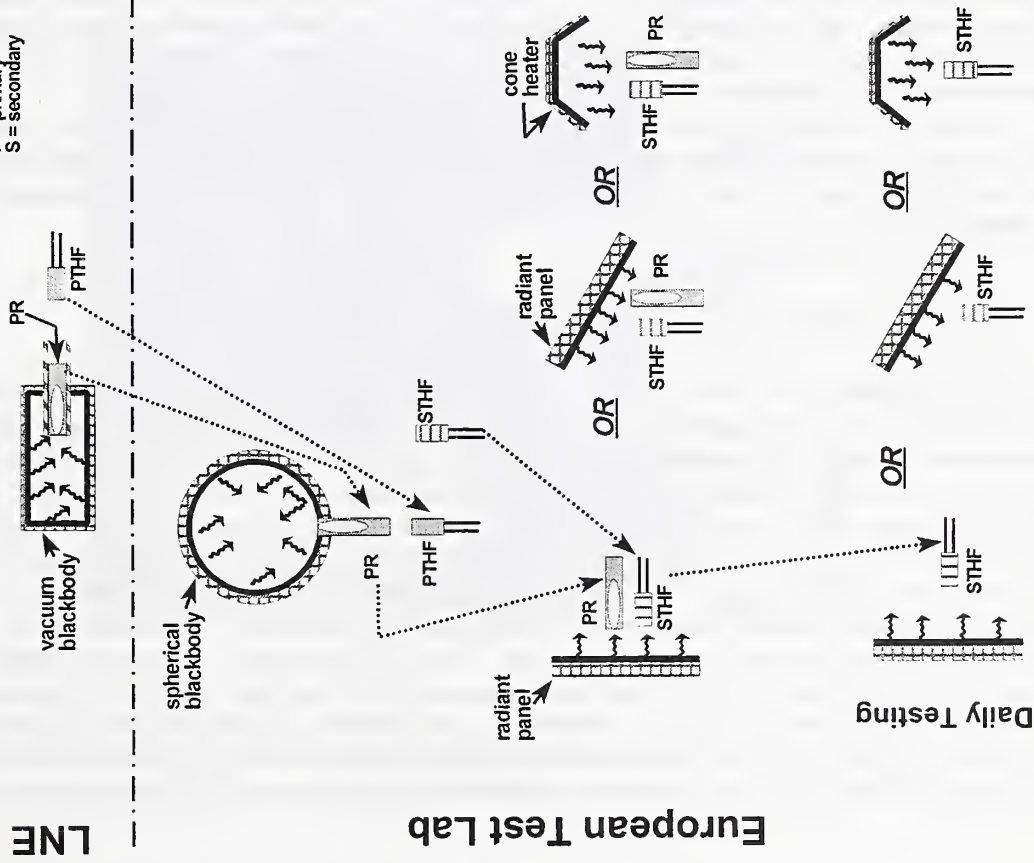 S = secondary
LNE
PR
PTHF
vacuum
blackbody
European Test Lab
spherical
blackbody
PR
PTHF
STHF
radiant
panel
PR
STHF
OR
radiant
panel
STHF
PR
OR
cone
heater
STHF
PR
Daily Testing
STHF
OR
STHF
OR
STHF